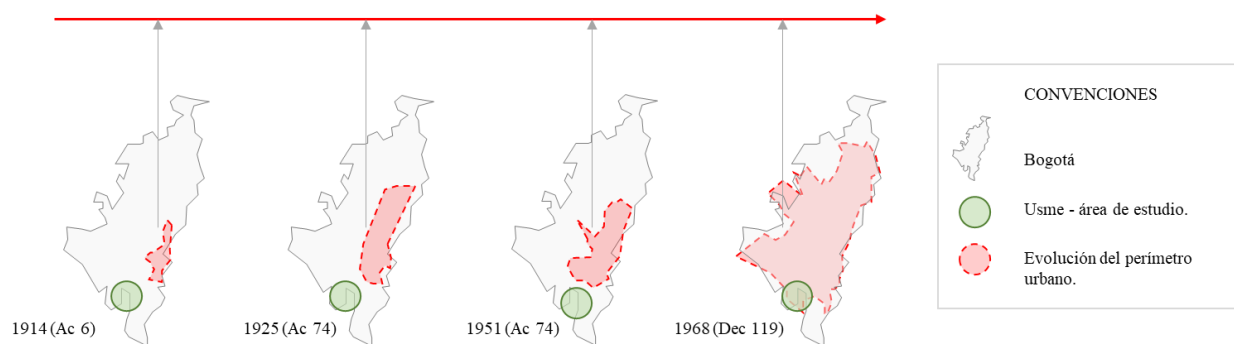 CONVENCIONES
Bogotá
Usme - área de estudio.
Evolución del perímetro
urbano.
1914 (Ac 6)
1925 (Ac 74)
1951 (Ac 74)
1968 (Dec 119)